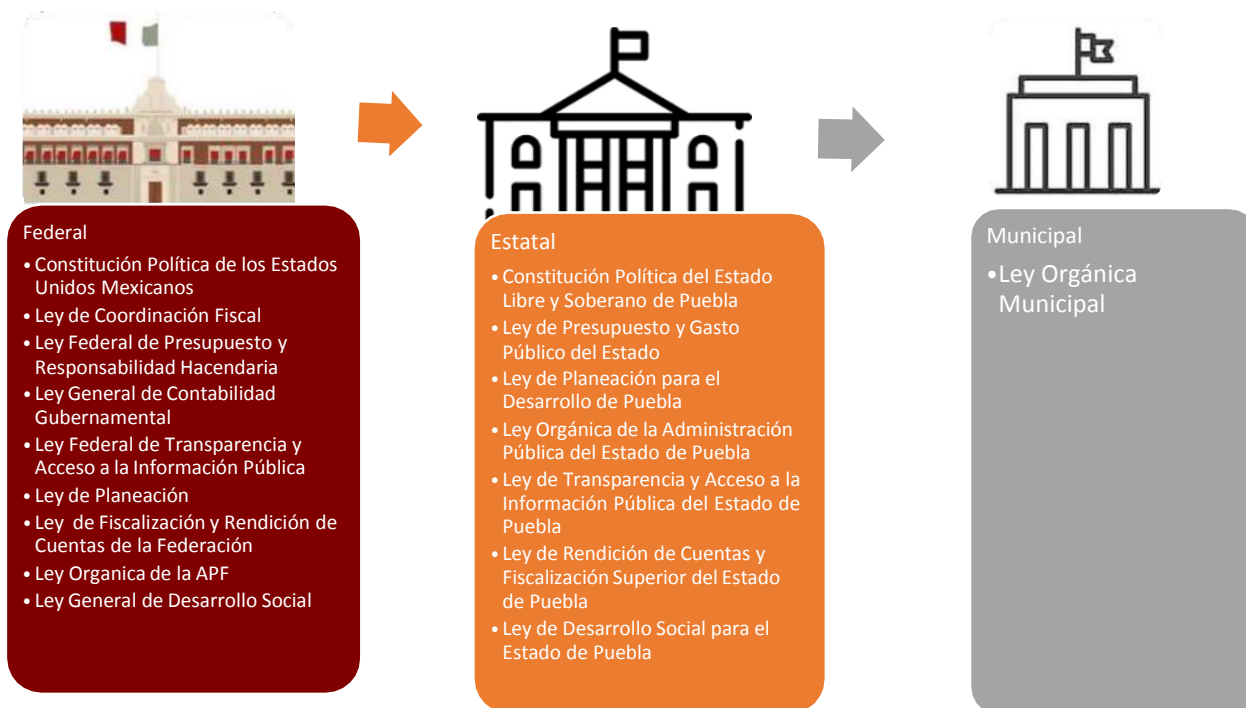 Federal
• Constitución Política de los Estados
Unidos Mexicanos
• Ley de Coordinación Fiscal
• Ley Federal de Presupuesto y
Responsabilidad Hacendaria
• Ley General de Contabilidad
Gubernamental
• Ley Federal de Transparencia y
Acceso a la Información Pública
• Ley de Planeación
• Ley de Fiscalización y Rendición de
Cuentas de la Federación
• Ley Organica de la APF
• Ley General de Desarrollo Social
Estatal
• Constitución Política del Estado
Libre y Soberano de Puebla
• Ley de Presupuesto y Gasto
Público del Estado
• Ley de Planeación para el
Desarrollo de Puebla
• Ley Orgánica de la Administración
Pública del Estado de Puebla
• Ley de Transparencia y Acceso a la
Información Pública del Estado de
Puebla
• Ley de Rendición de Cuentas y
Fiscalización Superior del Estado
de Puebla
• Ley de Desarrollo Social para el
Estado de Puebla
Municipal
• Ley Orgánica
Municipal